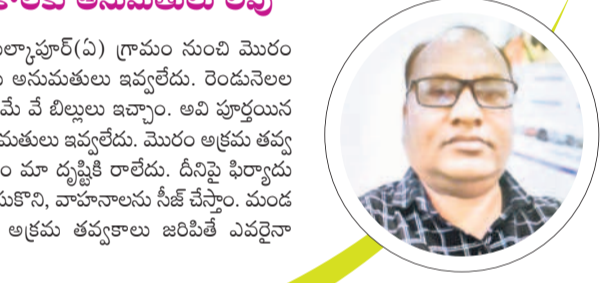 అనుమతులు లేవు
ల్కాపూర్(ఏ) గ్రామం నుంచి మొరం
అనుమతులు ఇవ్వలేదు. రెండునెలల
మే వే బిల్లులు ఇచ్చాం. అవి పూర్తయిన
మతులు ఇవ్వలేదు. మొరం అక్రమ తవ్వ
ం మా దృష్టికి రాలేదు. దీనిపై ఫిర్యాదు
సుకొని, వాహనాలను సీజ్ చేస్తాం. మండ
అక్రమ తవ్వకాలు జరిపితే ఎవరైనా